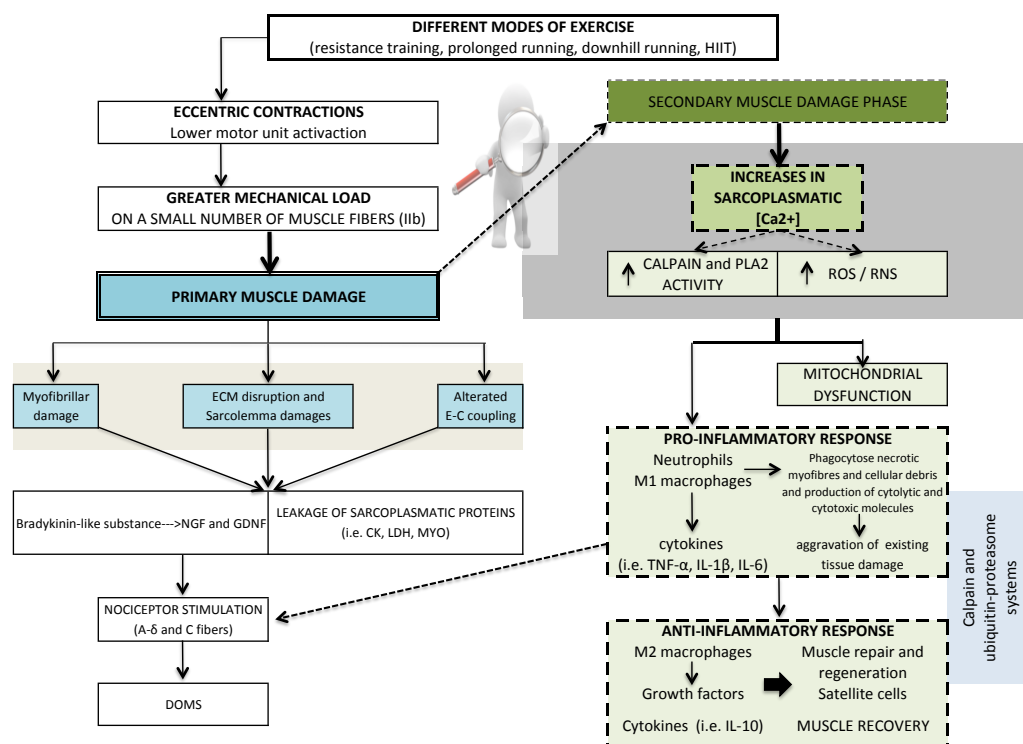 DIFFERENT MODES OF EXERCISE
(resistance training, prolonged running, downhill running, HIIT)
ECCENTRIC CONTRACTIONS
Lower motor unit activaction
GREATER MECHANICAL LOAD
ON A SMALL NUMBER OF MUSCLE FIBERS (IIb)
PRIMARY MUSCLE DAMAGE
Myofibrillar
damage
ECM disruption and
Sarcolemma damages
Alterated
E-C coupling
Bradykinin-like substance--->NGF and GDNF
LEAKAGE OF SARCOPLASMATIC PROTEINS
(i.e. CK, LDH, MYO)
NOCICEPTOR STIMULATION
(A-δ and C fibers)
DOMS
SECONDARY MUSCLE DAMAGE PHASE
INCREASES IN
SARCOPLASMATIC
[Ca2+]
CALPAIN and PLA2
ACTIVITY
ROS / RNS
MITOCHONDRIAL
DYSFUNCTION
PRO-INFLAMMATORY RESPONSE
Neutrophils
M1 macrophages
Phagocytose necrotic
myofibres and cellular debris
and production of cytolytic and
cytotoxic molecules
cytokines
(i.e. TNF-α, IL-1β, IL-6)
aggravation of existing
tissue damage
ANTI-INFLAMMATORY RESPONSE
M2 macrophages
Growth factors
Cytokines (i.e. IL-10)
Muscle repair and
regeneration
Satellite cells
MUSCLE RECOVERY
Calpain and
ubiquitin-proteasome
systems